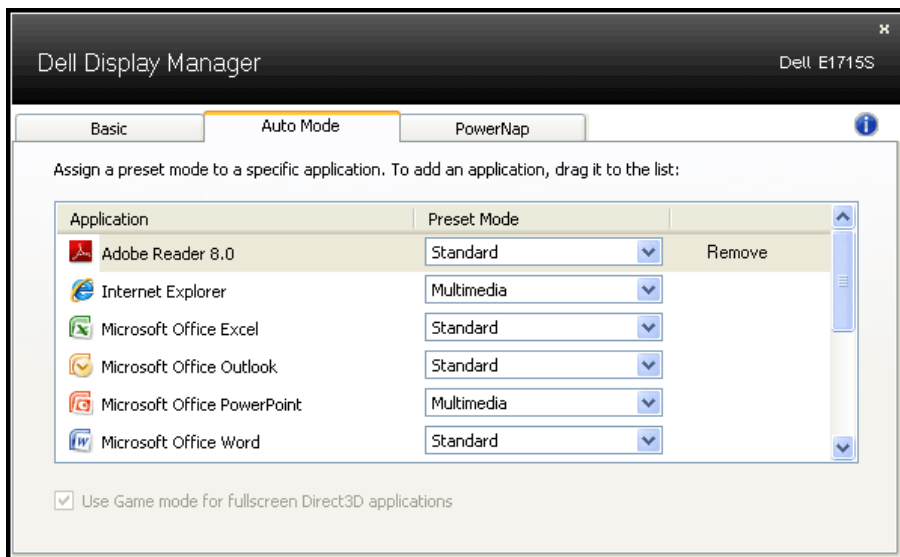 Dell Display Manager
Dell E1715S
Basic Auto Mode PowerNap
Assign a preset mode to a specific application. To add an application, drag it to the list:
Application Preset Mode
Adobe Reader 8.0 Standard Remove
Internet Explorer Multimedia
Microsoft Office Excel Standard
Microsoft Office Outlook Standard
Microsoft Office PowerPoint Multimedia
Microsoft Office Word Standard
Use Game mode for fullscreen Direct3D applications